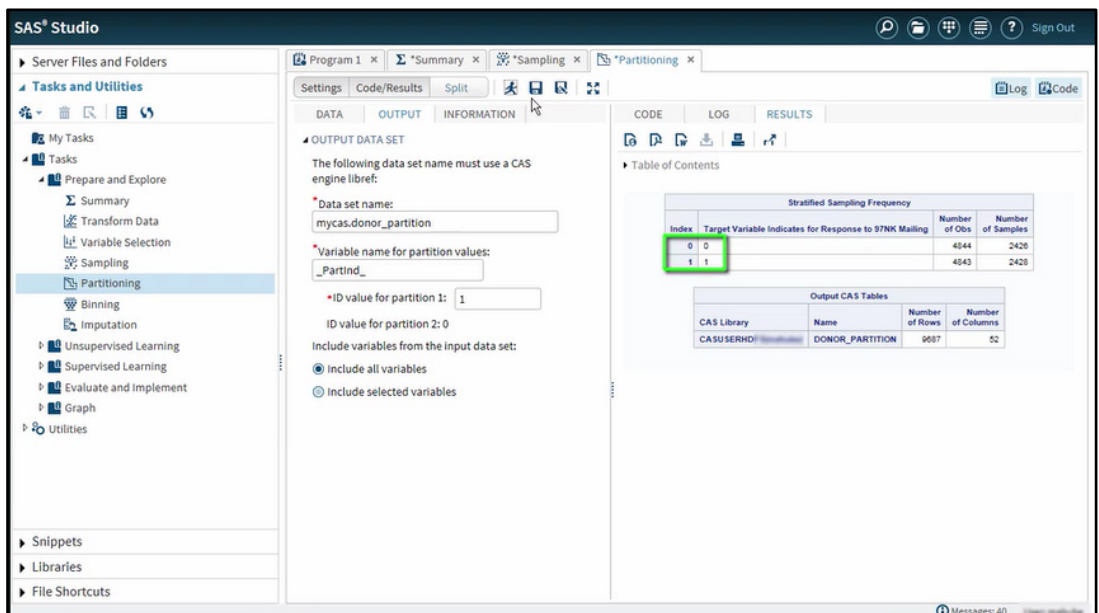 SAS® Studio
Sign Out
Server Files and Folders
Tasks and Utilities
My Tasks
Tasks
Prepare and Explore
Summary
Transform Data
Variable Selection
Sampling
Partitioning
Binning
Imputation
Unsupervised Learning
Supervised Learning
Evaluate and Implement
Graph
Utilities
Snippets
Libraries
File Shortcuts
Program 1 × Σ *Summary × *Sampling × *Partitioning ×
Settings Code/Results Split
Log Code
DATA OUTPUT INFORMATION
OUTPUT DATA SET
The following data set name must use a CAS
engine libref:
*Data set name:
mycas.donor_partition
*Variable name for partition values:
_PartInd_
*ID value for partition 1: 1
ID value for partition 2: 0
Include variables from the input data set:
Include all variables
Include selected variables
CODE LOG RESULTS
Table of Contents
Stratified Sampling Frequency
Index Target Variable Indicates for Response to 97NK Mailing Number of Obs Number of Samples
0 0 4844 2426
1 1 4843 2428
Output CAS Tables
CAS Library Name Number of Rows Number of Columns
CASUSERHD DONOR_PARTITION 9687 52
Messages: 40